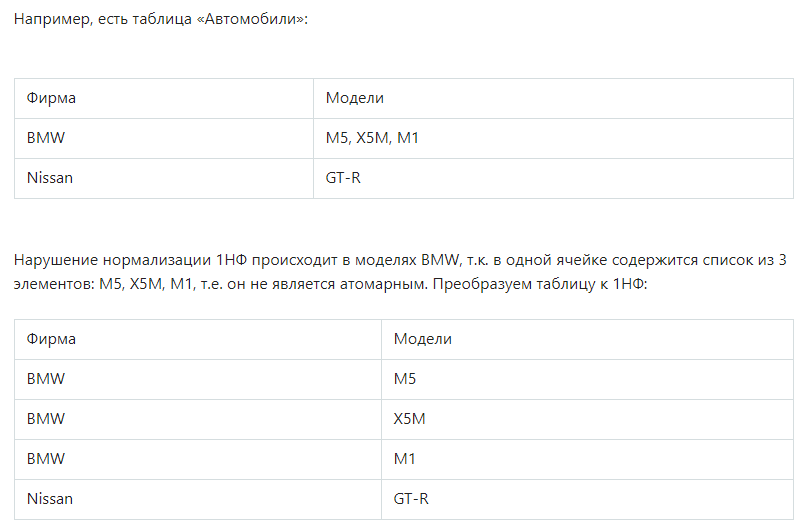 Например, есть таблица «Автомобили»:
Фирма Модели
BMW M5, X5M, M1
Nissan GT-R
Нарушение нормализации 1НФ происходит в моделях BMW, т.к. в одной ячейке содержится список из 3
элементов: M5, X5M, M1, т.е. он не является атомарным. Преобразуем таблицу к 1НФ:
Фирма Модели
BMW M5
BMW X5M
BMW M1
Nissan GT-R